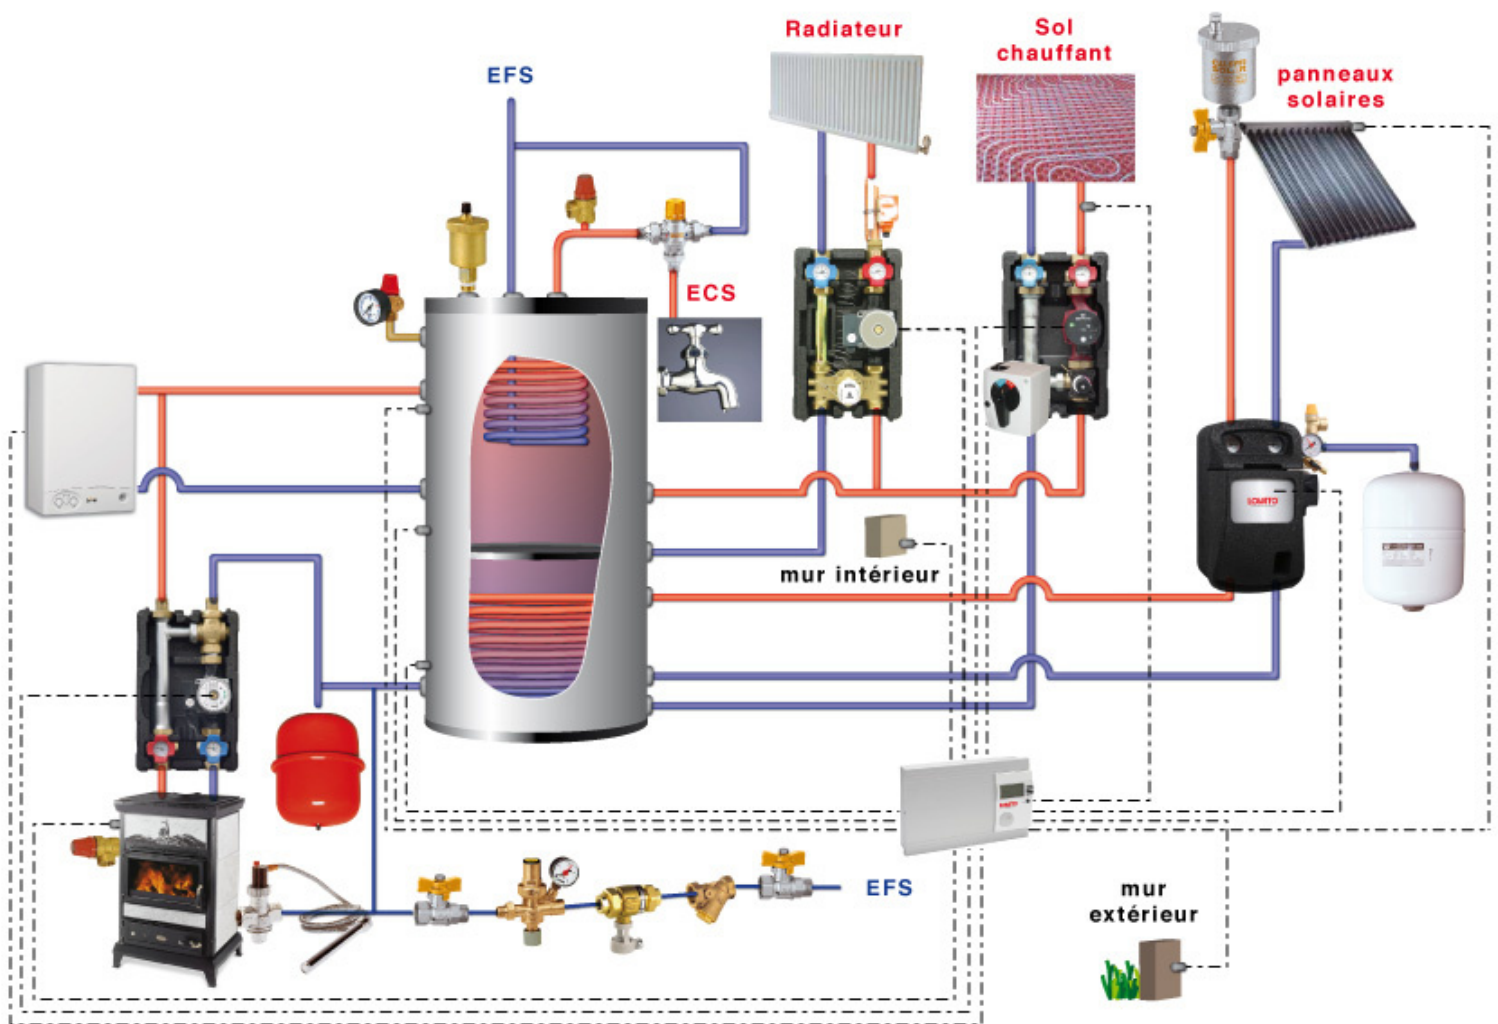 Radiateur
Sol
chauffant
EFS
panneaux
solaires
ECS
mur intérieur
EFS
mur
extérieur